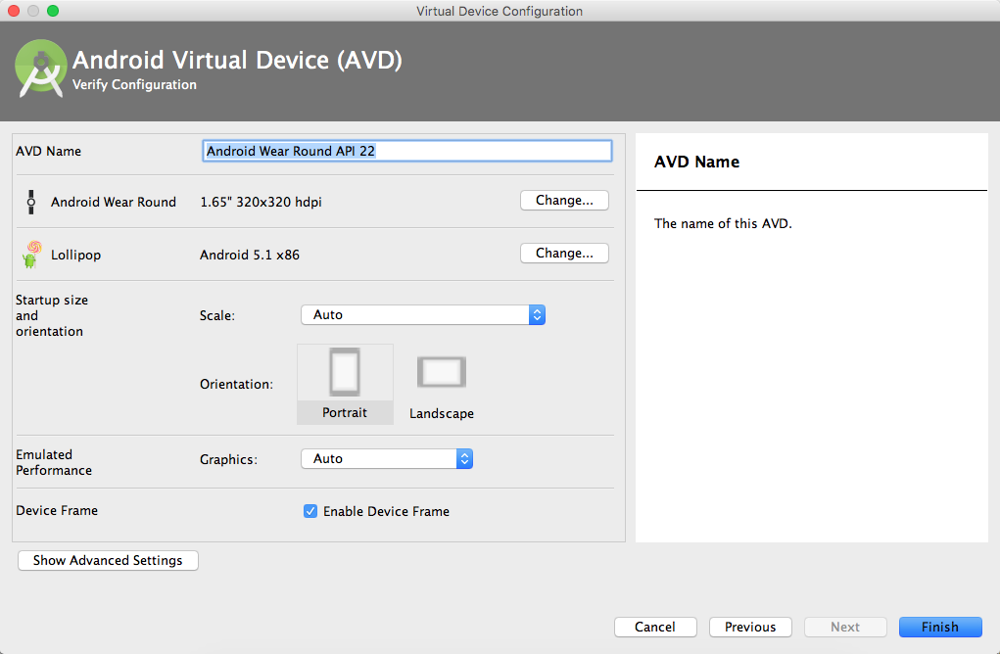 Virtual Device Configuration
Android Virtual Device (AVD)
Verify Configuration
AVD Name
Android Wear Round API 22
Android Wear Round
1.65" 320x320 hdpi
Change...
Lollipop
Android 5.1 x86
Change...
Startup size
and
orientation
Scale:
Auto
Orientation:
Portrait
Landscape
Emulated
Performance
Graphics:
Auto
Device Frame
Enable Device Frame
Show Advanced Settings
AVD Name
The name of this AVD.
Cancel
Previous
Next
Finish